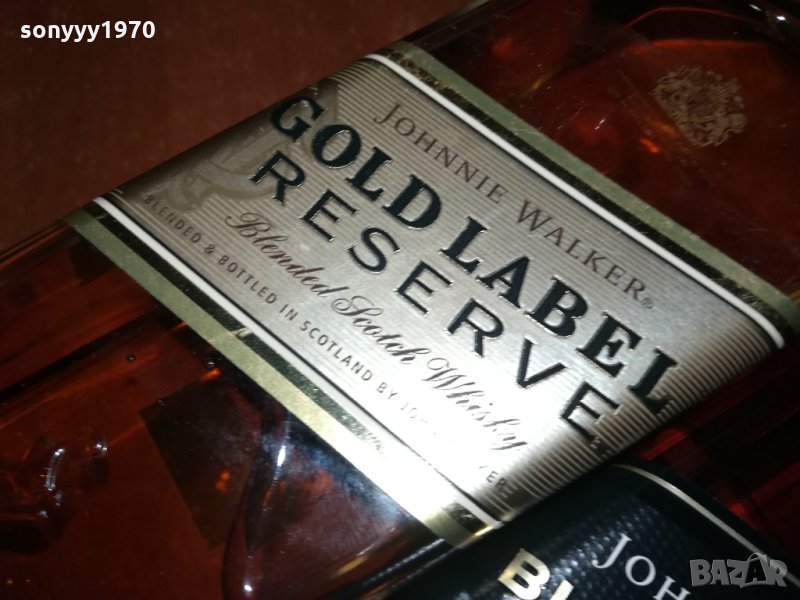 sonyyy1970
JOHNNIE WALKER®
GOLD LABEL
RESERVE
Blended Scotch Whisky
BLENDED & BOTTLED IN SCOTLAND BY
JOH
BAZAR